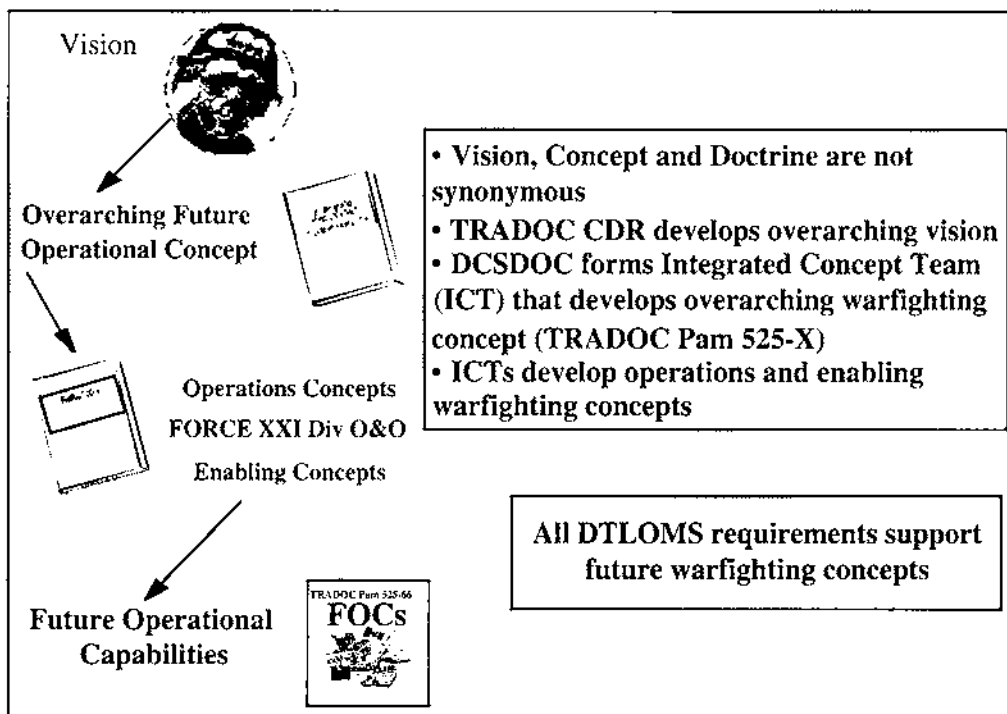 Vision
Overarching Future
Operational Concept
Operations Concepts
FORCE XXI Div O&O
Enabling Concepts
Future Operational
Capabilities
TRADOC Pam 525-66
FOCs
• Vision, Concept and Doctrine are not
synonymous
• TRADOC CDR develops overarching vision
• DCSDOC forms Integrated Concept Team
(ICT) that develops overarching warfighting
concept (TRADOC Pam 525-X)
• ICTs develop operations and enabling
warfighting concepts
All DTLOMS requirements support
future warfighting concepts